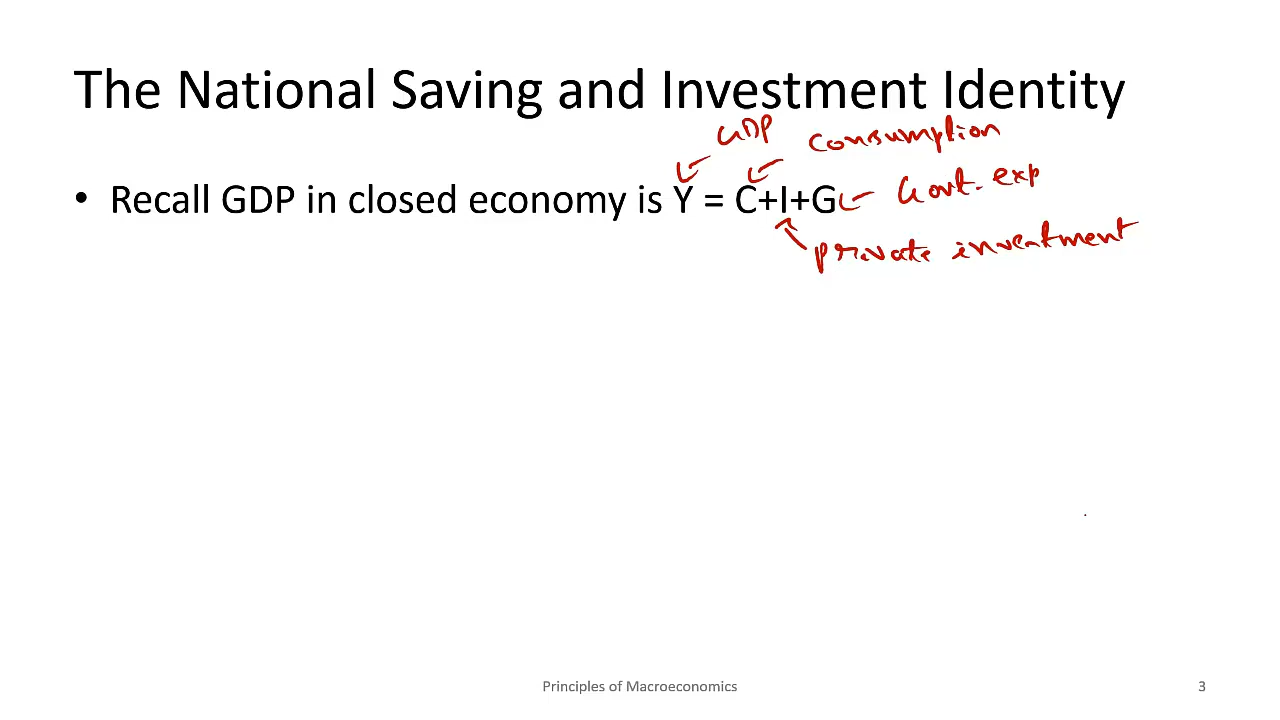 The National Saving and Investment Identity
GDP
consumption
• Recall GDP in closed economy is Y = C+I+G
Govt. exp
private investment
Principles of Macroeconomics
3